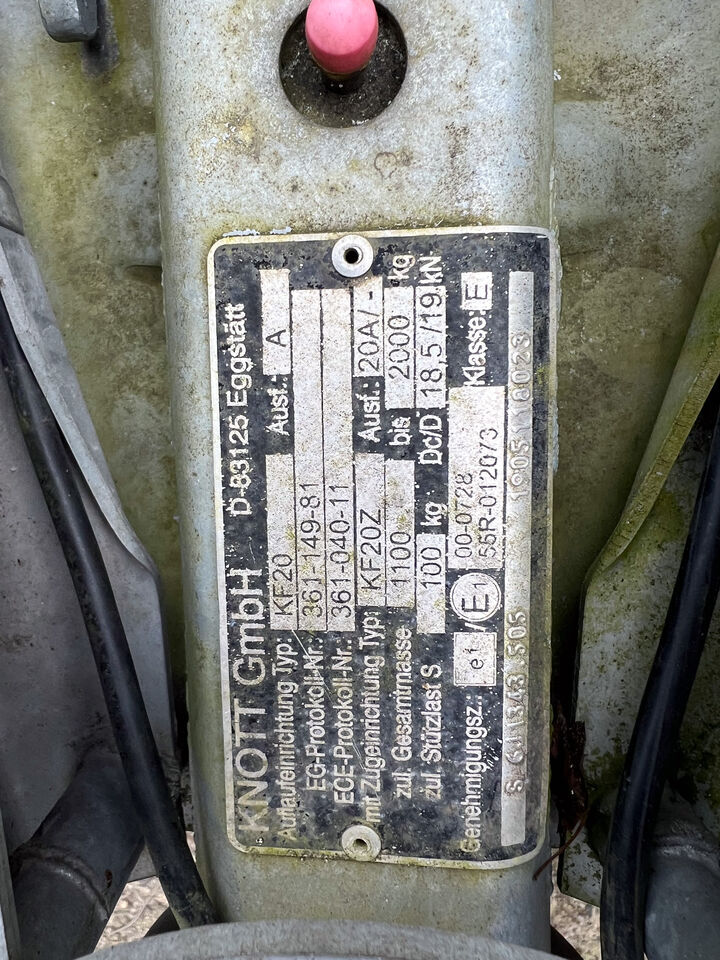 KNOTT GmbH D-83125 Eggstätt
Auflaufeinrichtung Typ: KF20 Ausf.: A
EG-Protokoll-Nr.: 361-149-81
ECE-Protokoll-Nr.: 361-040-11
mit Zugeinrichtung Typ: KF20Z Ausf.: 20A/ -
zul. Gesamtmasse 1100 bis 2000 kg
zul. Stützlast S 100 kg Dc/D 18,5/19 kN
Genehmigungsz.: e1 / E1 00-0728 Klasse: E
55R-012073
S GU1343.505